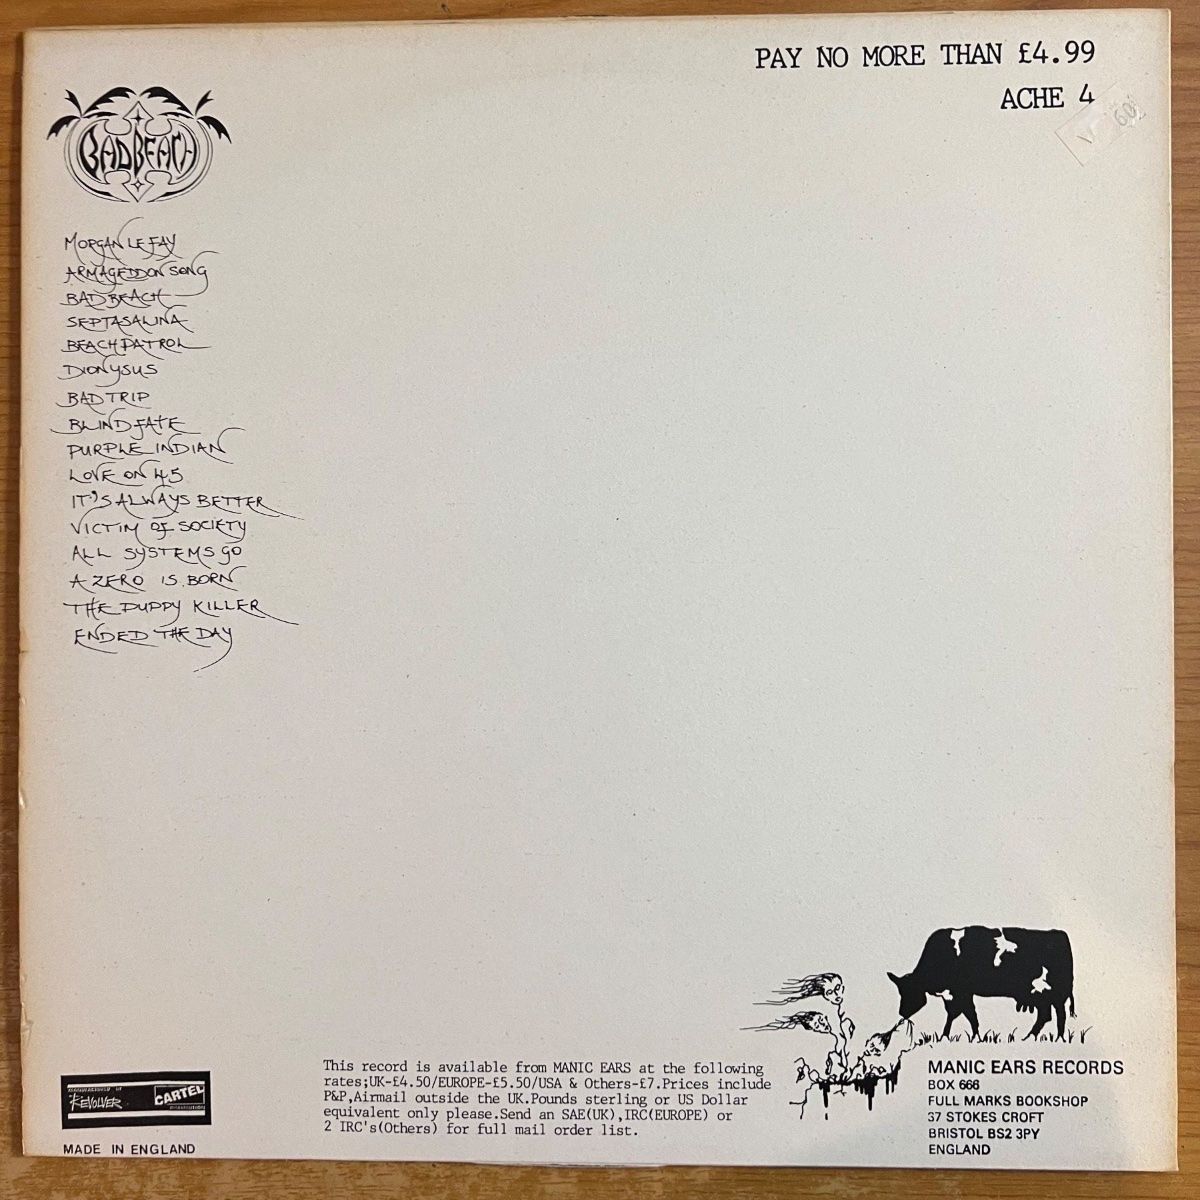 PAY NO MORE THAN £4.99
ACHE 4
60
BAD BEACH
MORGAN LE FAY
ARMAGEDDON SONG
BAD BEACH
SEPTASALINA
BEACH PATROL
DIONYSUS
BAD TRIP
BLIND FATE
PURPLE INDIAN
LOVE ON 45
IT'S ALWAYS BETTER
VICTIM OF SOCIETY
ALL SYSTEMS GO
A ZERO IS BORN
THE DUPPY KILLER
ENDED THE DAY
This record is available from MANIC EARS at the following
rates;UK-£4.50/EUROPE-£5.50/USA & Others-£7.Prices include
P&P,Airmail outside the UK.Pounds sterling or US Dollar
equivalent only please.Send an SAE(UK),IRC(EUROPE) or
2 IRC's(Others) for full mail order list.
MANIC EARS RECORDS
BOX 666
FULL MARKS BOOKSHOP
37 STOKES CROFT
BRISTOL BS2 3PY
ENGLAND
REVOLVER
CARTEL
MADE IN ENGLAND